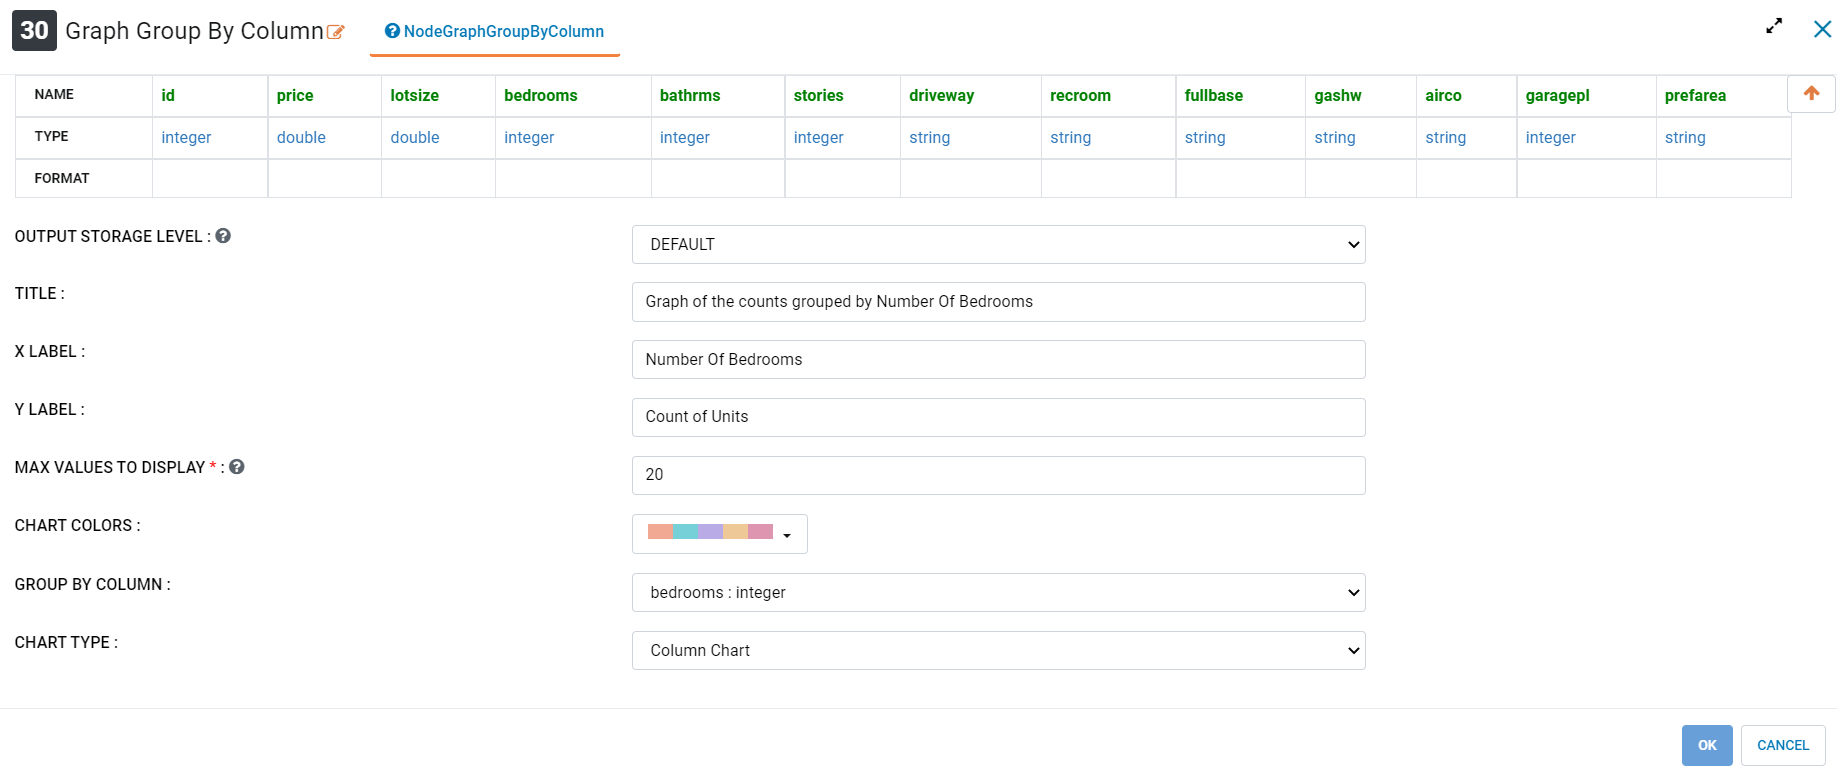 30 Graph Group By Column NodeGraphGroupByColumn
NAME id price lotsize bedrooms bathrms stories driveway recroom fullbase gashw airco garagepl prefarea
TYPE integer double double integer integer integer string string string string string integer string
FORMAT
OUTPUT STORAGE LEVEL : DEFAULT
TITLE : Graph of the counts grouped by Number Of Bedrooms
X LABEL : Number Of Bedrooms
Y LABEL : Count of Units
MAX VALUES TO DISPLAY * : 20
CHART COLORS :
GROUP BY COLUMN : bedrooms : integer
CHART TYPE : Column Chart
OK CANCEL